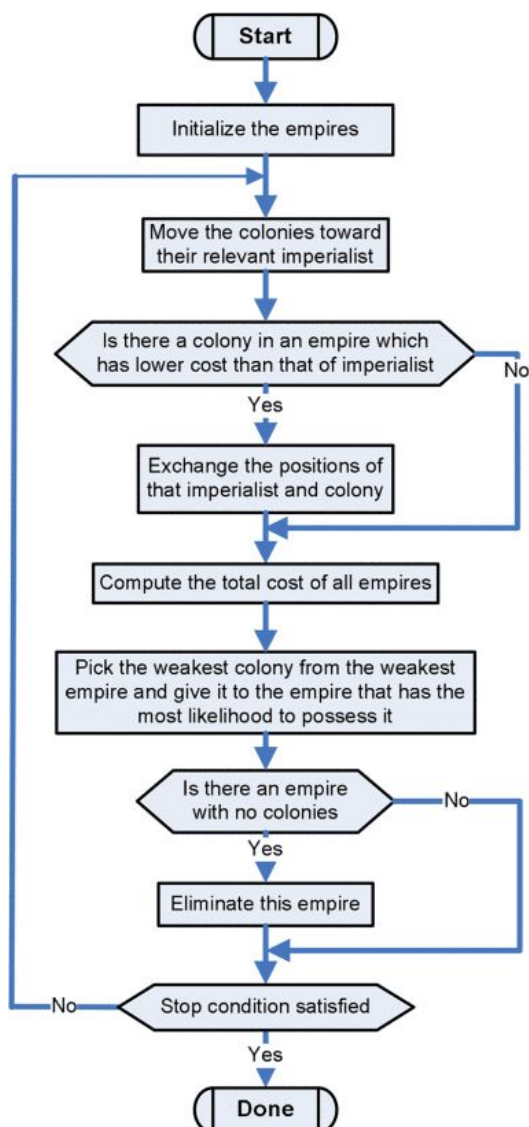 Start
Initialize the empires
Move the colonies toward
their relevant imperialist
Is there a colony in an empire which
has lower cost than that of imperialist
No
Yes
Exchange the positions of
that imperialist and colony
Compute the total cost of all empires
Pick the weakest colony from the weakest
empire and give it to the empire that has the
most likelihood to possess it
Is there an empire
with no colonies
No
Yes
Eliminate this empire
No
Stop condition satisfied
Yes
Done